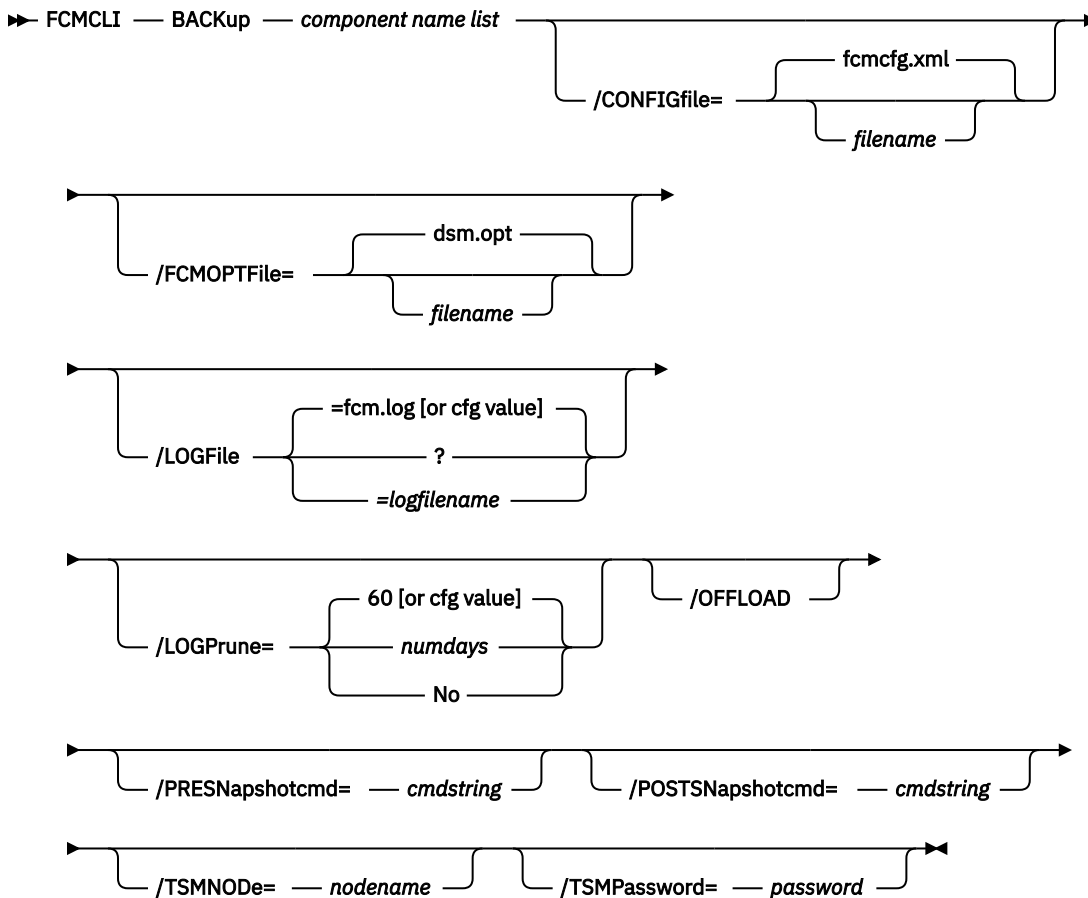 FCMCLI BACKup component name list
fcmcfg.xml
/CONFIGfile=
filename
dsm.opt
/FCMOPTFile=
filename
=fcm.log [or cfg value]
/LOGFile ?
=logfilename
60 [or cfg value] /OFFLOAD
/LOGPrune= numdays
No
/PRESNapshotcmd= cmdstring /POSTSNapshotcmd= cmdstring
/TSMNODe= nodename /TSMPassword= password